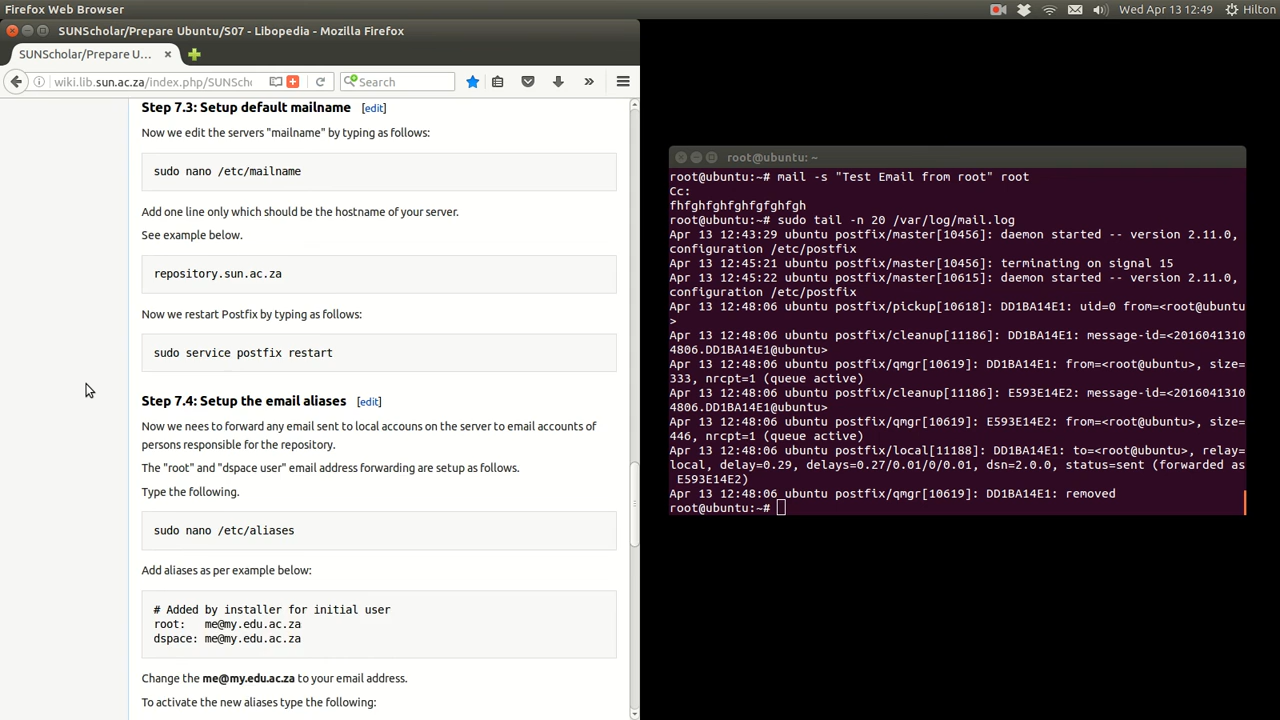 Firefox Web Browser
Wed Apr 13 12:49
Hilton
SUNScholar/Prepare Ubuntu/S07 - Libopedia - Mozilla Firefox
SUNScholar/Prepare U...
wiki.lib.sun.ac.za/index.php/SUNSch
Search
Step 7.3: Setup default mailname [edit]
Now we edit the servers "mailname" by typing as follows:
sudo nano /etc/mailname
Add one line only which should be the hostname of your server.
See example below.
repository.sun.ac.za
Now we restart Postfix by typing as follows:
sudo service postfix restart
Step 7.4: Setup the email aliases [edit]
Now we nees to forward any email sent to local accouns on the server to email accounts of
persons responsible for the repository.
The "root" and "dspace user" email address forwarding are setup as follows.
Type the following.
sudo nano /etc/aliases
Add aliases as per example below:
# Added by installer for initial user
root: me@my.edu.ac.za
dspace: me@my.edu.ac.za
Change the me@my.edu.ac.za to your email address.
To activate the new aliases type the following:
root@ubuntu: ~
root@ubuntu:~# mail -s "Test Email from root" root
Cc:
fhfghfghfghfgfghfgh
root@ubuntu:~# sudo tail -n 20 /var/log/mail.log
Apr 13 12:43:29 ubuntu postfix/master[10456]: daemon started -- version 2.11.0,
configuration /etc/postfix
Apr 13 12:45:21 ubuntu postfix/master[10456]: terminating on signal 15
Apr 13 12:45:22 ubuntu postfix/master[10615]: daemon started -- version 2.11.0,
configuration /etc/postfix
Apr 13 12:48:06 ubuntu postfix/pickup[10618]: DD1BA14E1: uid=0 from=<root@ubuntu
>
Apr 13 12:48:06 ubuntu postfix/cleanup[11186]: DD1BA14E1: message-id=<2016041310
4806.DD1BA14E1@ubuntu>
Apr 13 12:48:06 ubuntu postfix/qmgr[10619]: DD1BA14E1: from=<root@ubuntu>, size=
333, nrcpt=1 (queue active)
Apr 13 12:48:06 ubuntu postfix/cleanup[11186]: E593E14E2: message-id=<2016041310
4806.DD1BA14E1@ubuntu>
Apr 13 12:48:06 ubuntu postfix/qmgr[10619]: E593E14E2: from=<root@ubuntu>, size=
446, nrcpt=1 (queue active)
Apr 13 12:48:06 ubuntu postfix/local[11188]: DD1BA14E1: to=<root@ubuntu>, relay=
local, delay=0.29, delays=0.27/0.01/0/0.01, dsn=2.0.0, status=sent (forwarded as
E593E14E2)
Apr 13 12:48:06 ubuntu postfix/qmgr[10619]: DD1BA14E1: removed
root@ubuntu:~#